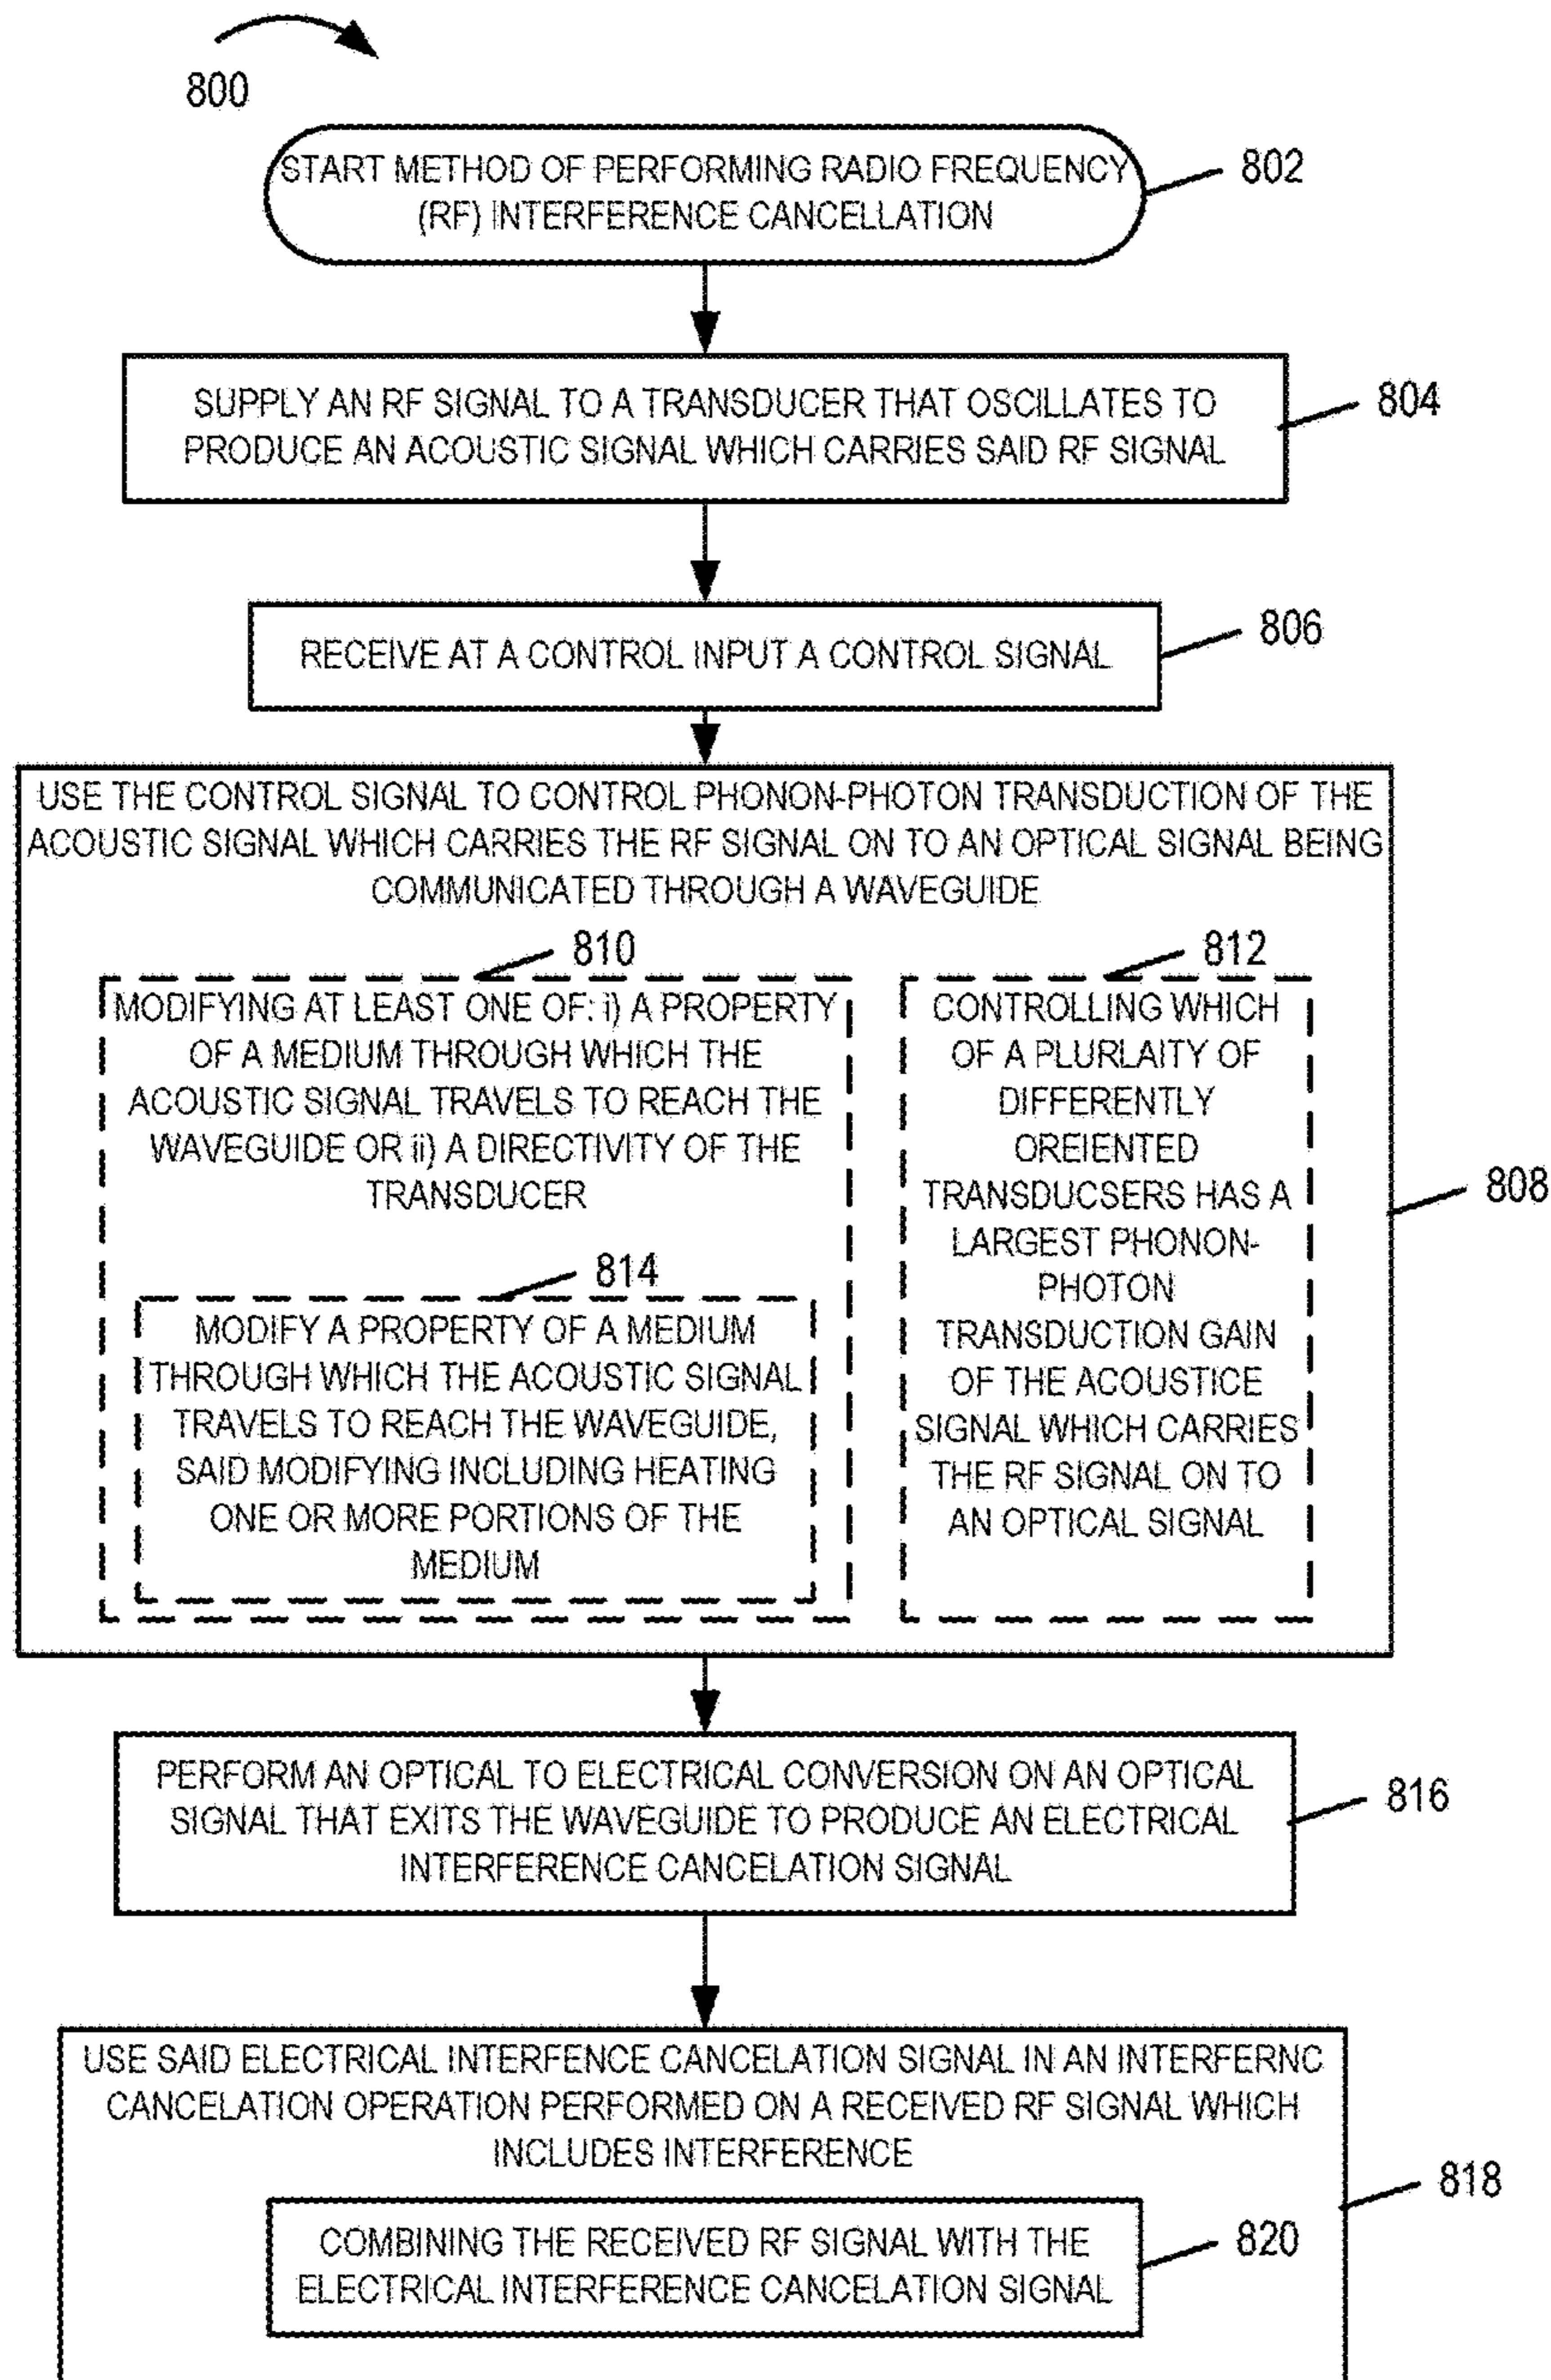 800
START METHOD OF PERFORMING RADIO FREQUENCY
(RF) INTERFERENCE CANCELLATION
802
SUPPLY AN RF SIGNAL TO A TRANSDUCER THAT OSCILLATES TO
PRODUCE AN ACOUSTIC SIGNAL WHICH CARRIES SAID RF SIGNAL
804
RECEIVE AT A CONTROL INPUT A CONTROL SIGNAL
806
USE THE CONTROL SIGNAL TO CONTROL PHONON-PHOTON TRANSDUCTION OF THE
ACOUSTIC SIGNAL WHICH CARRIES THE RF SIGNAL ON TO AN OPTICAL SIGNAL BEING
COMMUNICATED THROUGH A WAVEGUIDE
808
810
MODIFYING AT LEAST ONE OF: i) A PROPERTY
OF A MEDIUM THROUGH WHICH THE
ACOUSTIC SIGNAL TRAVELS TO REACH THE
WAVEGUIDE OR ii) A DIRECTIVITY OF THE
TRANSDUCER
814
MODIFY A PROPERTY OF A MEDIUM
THROUGH WHICH THE ACOUSTIC SIGNAL
TRAVELS TO REACH THE WAVEGUIDE,
SAID MODIFYING INCLUDING HEATING
ONE OR MORE PORTIONS OF THE
MEDIUM
812
CONTROLLING WHICH
OF A PLURLAITY OF
DIFFERENTLY
OREIENTED
TRANSDUCSERS HAS A
LARGEST PHONON-
PHOTON
TRANSDUCTION GAIN
OF THE ACOUSTICE
SIGNAL WHICH CARRIES
THE RF SIGNAL ON TO
AN OPTICAL SIGNAL
PERFORM AN OPTICAL TO ELECTRICAL CONVERSION ON AN OPTICAL
SIGNAL THAT EXITS THE WAVEGUIDE TO PRODUCE AN ELECTRICAL
INTERFERENCE CANCELATION SIGNAL
816
USE SAID ELECTRICAL INTERFENCE CANCELATION SIGNAL IN AN INTERFERNC
CANCELATION OPERATION PERFORMED ON A RECEIVED RF SIGNAL WHICH
INCLUDES INTERFERENCE
818
COMBINING THE RECEIVED RF SIGNAL WITH THE
ELECTRICAL INTERFERENCE CANCELATION SIGNAL
820